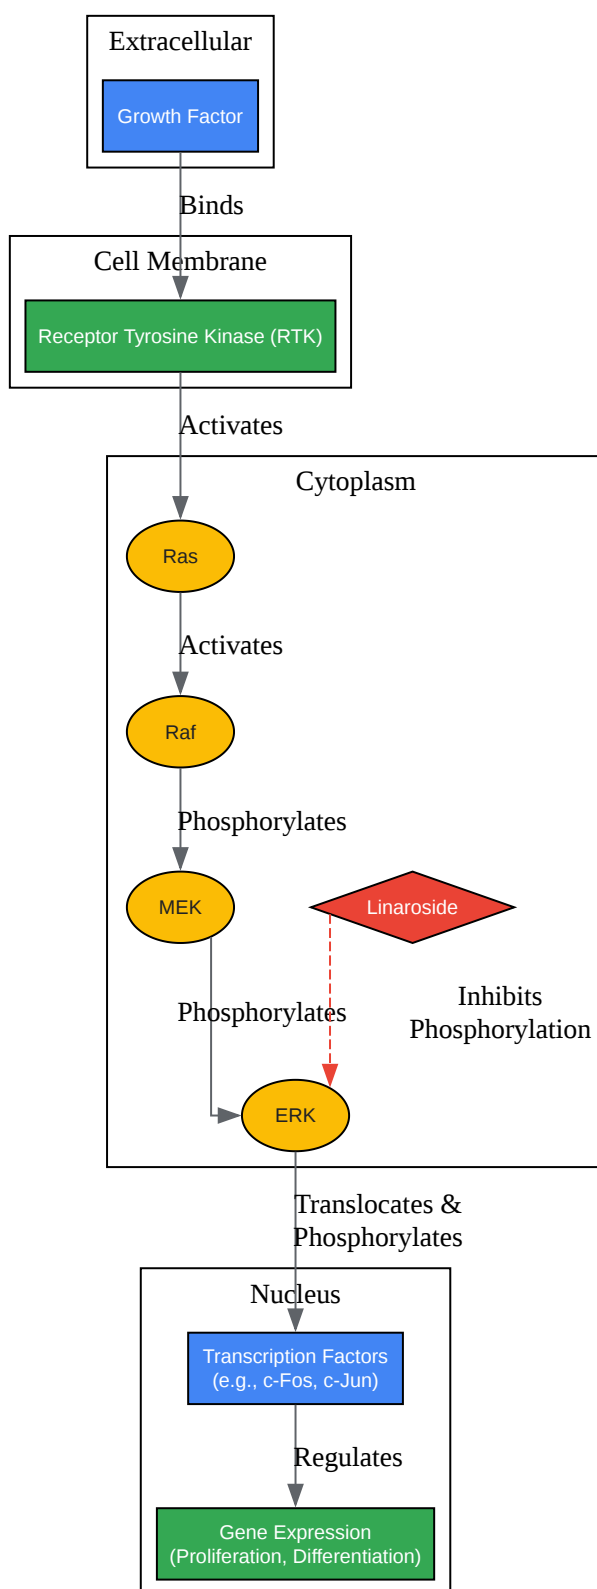 Extracellular
Growth Factor
Binds
Cell Membrane
Receptor Tyrosine Kinase (RTK)
Activates
Cytoplasm
Ras
Activates
Raf
Phosphorylates
MEK
Linaroside
Phosphorylates
Inhibits
Phosphorylation
ERK
Translocates &
Phosphorylates
Nucleus
Transcription Factors
(e.g., c-Fos, c-Jun)
Regulates
Gene Expression
(Proliferation, Differentiation)